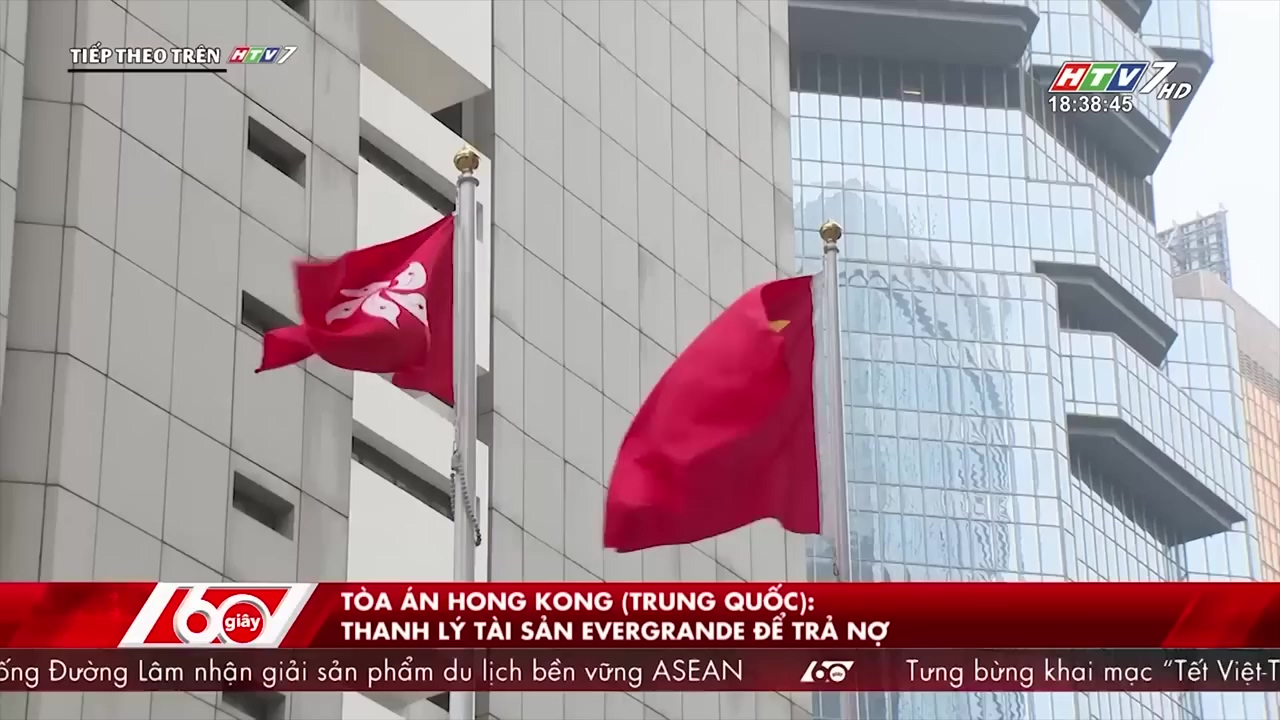 TIẾP THEO TRÊN HTV7
HTV7 HD
18:38:45
60 giây
TÒA ÁN HONG KONG (TRUNG QUỐC):
THANH LÝ TÀI SẢN EVERGRANDE ĐỂ TRẢ NỢ
ống Đường Lâm nhận giải sản phẩm du lịch bền vững ASEAN 60 giây Tưng bừng khai mạc “Tết Việt-T